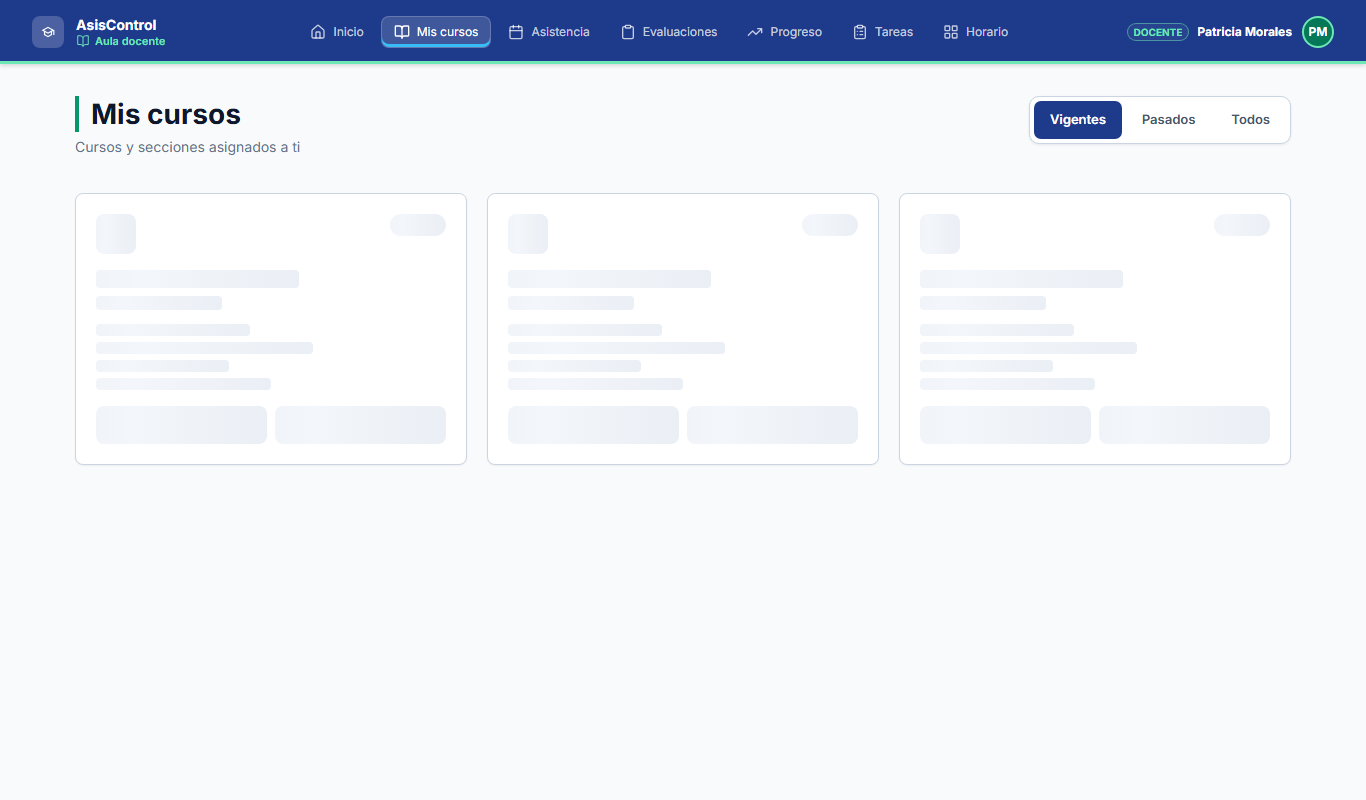 AsisControl
Aula docente
Inicio
Mis cursos
Asistencia
Evaluaciones
Progreso
Tareas
Horario
DOCENTE
Patricia Morales
PM
Mis cursos
Cursos y secciones asignados a ti
Vigentes
Pasados
Todos